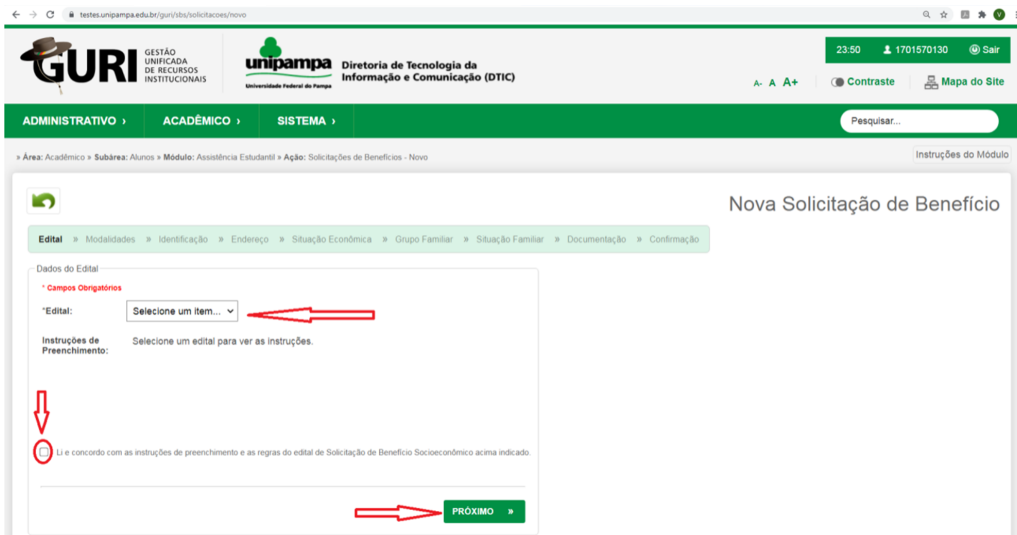 testes.unipampa.edu.br/guri/sbs/solicitacoes/novo
V
GURI
GESTÃO
UNIFICADA
DE RECURSOS
INSTITUCIONAIS
unipampa
Universidade Federal do Pampa
Diretoria de Tecnologia da
Informação e Comunicação (DTIC)
23:50 1701570130 Sair
A- A A+ Contraste Mapa do Site
ADMINISTRATIVO › ACADÊMICO › SISTEMA › Pesquisar...
» Área: Acadêmico » Subárea: Alunos » Módulo: Assistência Estudantil » Ação: Solicitações de Benefícios - Novo
Instruções do Módulo
Nova Solicitação de Benefício
Edital » Modalidades » Identificação » Endereço » Situação Econômica » Grupo Familiar » Situação Familiar » Documentação » Confirmação
Dados do Edital
* Campos Obrigatórios
*Edital: Selecione um item...
Instruções de
Preenchimento:
Selecione um edital para ver as instruções.
Li e concordo com as instruções de preenchimento e as regras do edital de Solicitação de Benefício Socioeconômico acima indicado.
PRÓXIMO »